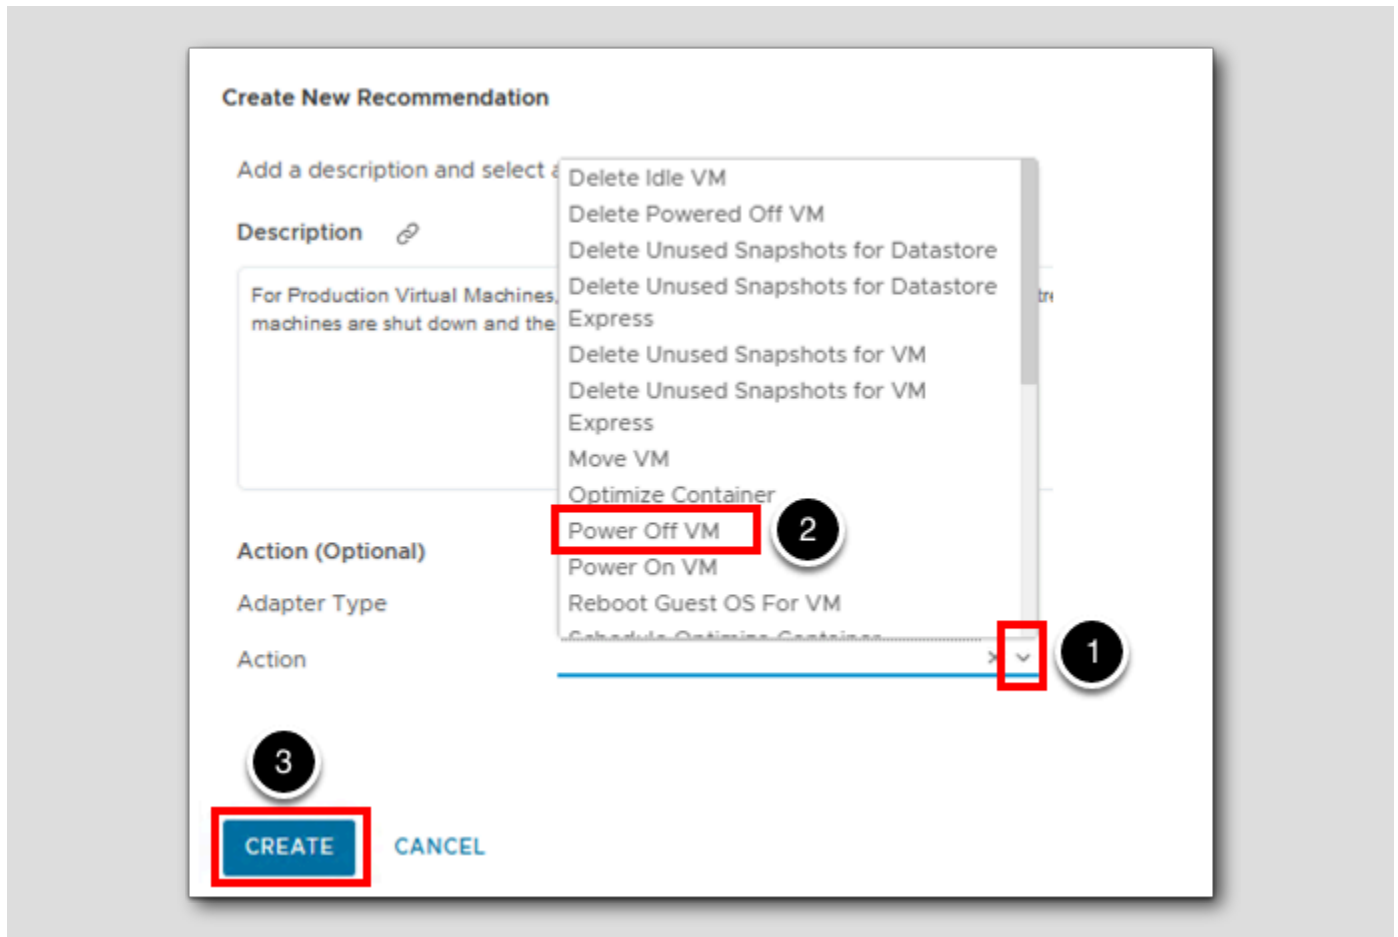 Create New Recommendation
Add a description and select
Delete Idle VM
Delete Powered Off VM
Description
Delete Unused Snapshots for Datastore
Delete Unused Snapshots for Datastore
Express
For Production Virtual Machines,
machines are shut down and the
Delete Unused Snapshots for VM
Delete Unused Snapshots for VM
Express
Move VM
Optimize Container
Power Off VM
2
Action (Optional)
Power On VM
Adapter Type
Reboot Guest OS For VM
Schedule Optimize Container
Action
1
3
CREATE
CANCEL